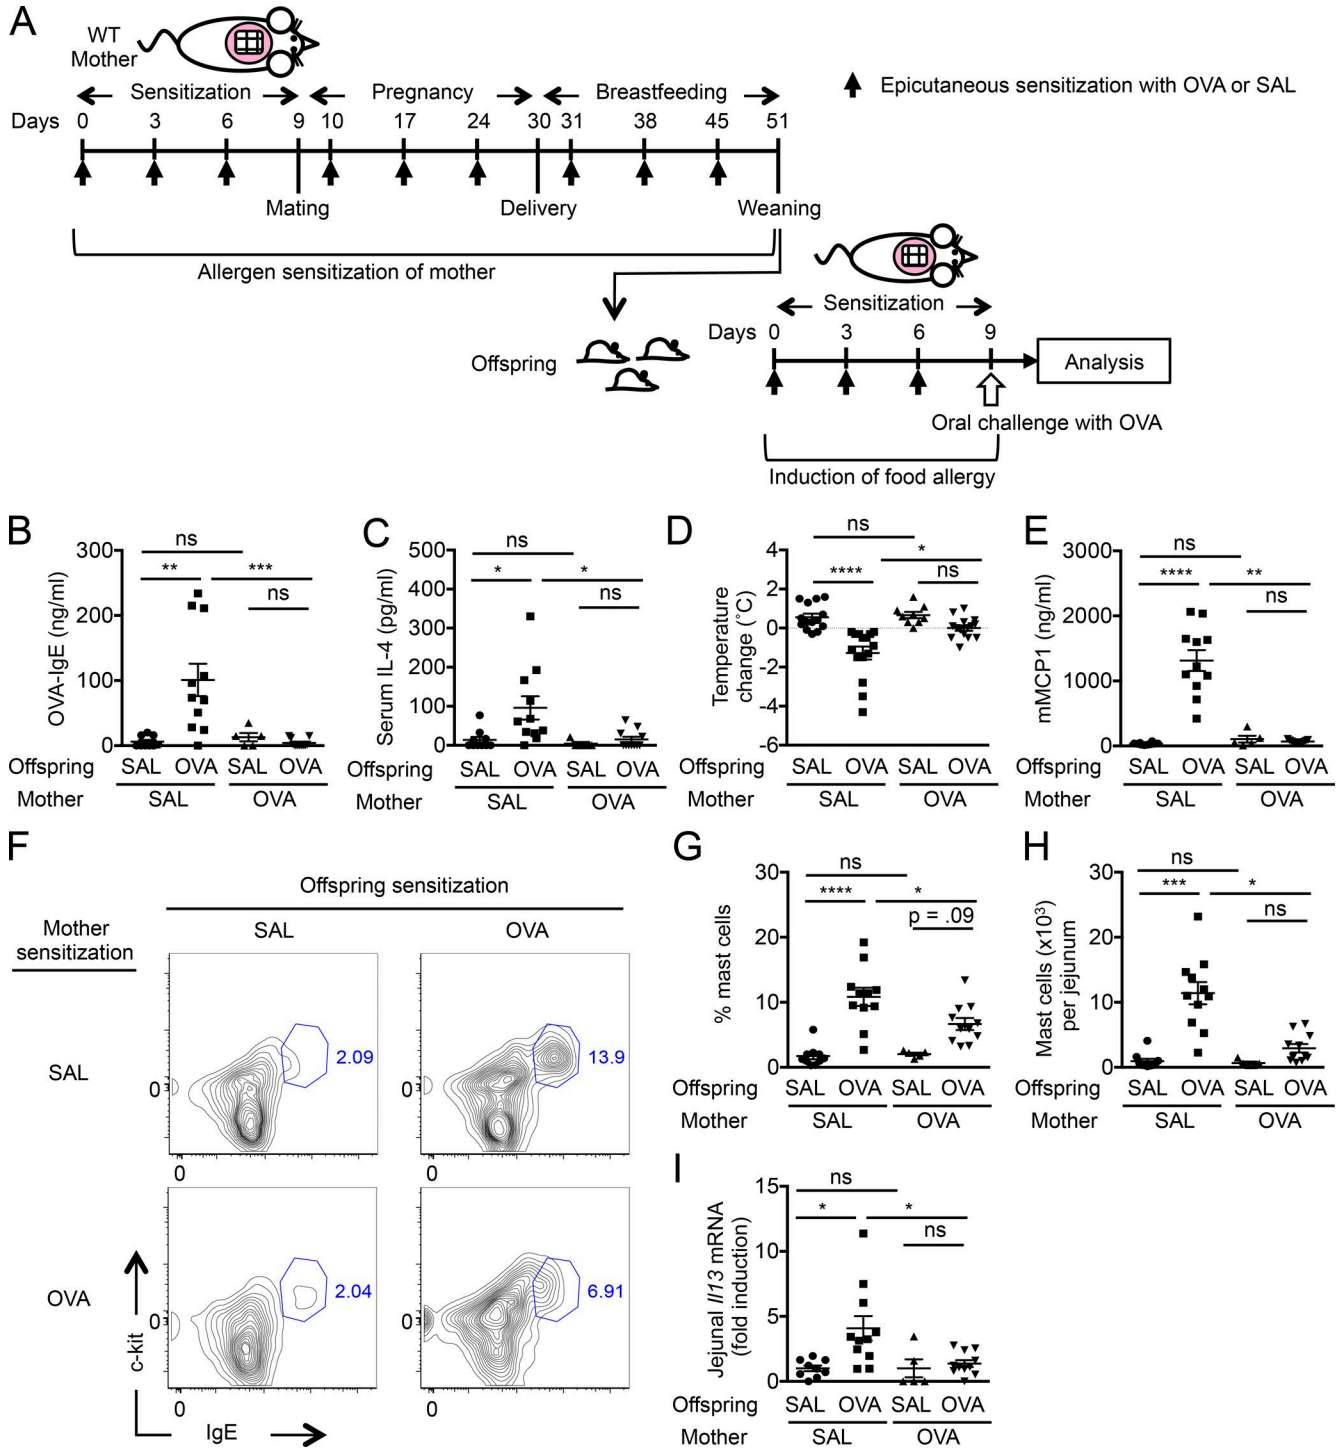 A
WT
Mother
Sensitization
Pregnancy
Breastfeeding
Epicutaneous sensitization with OVA or SAL
Days 0 3 6 9 10 17 24 30 31 38 45 51
Mating
Delivery
Weaning
Allergen sensitization of mother
Sensitization
Days 0 3 6 9
Offspring
Analysis
Oral challenge with OVA
Induction of food allergy
B
OVA-IgE (ng/ml)
300
200
100
0
ns
** ***
ns
Offspring SAL OVA SAL OVA
Mother SAL OVA
C
Serum IL-4 (pg/ml)
500
400
300
200
100
0
ns
* *
ns
Offspring SAL OVA SAL OVA
Mother SAL OVA
D
Temperature
change (°C)
4
2
0
-2
-4
-6
ns
*
**** ns
Offspring SAL OVA SAL OVA
Mother SAL OVA
E
mMCP1 (ng/ml)
3000
2000
1000
0
ns
**** **
ns
Offspring SAL OVA SAL OVA
Mother SAL OVA
F
Offspring sensitization
Mother
sensitization
SAL OVA
SAL
2.09
13.9
0
0
0
OVA
2.04
6.91
0
0
0
0
c-kit
IgE
G
% mast cells
30
20
10
0
ns
**** *
p = .09
Offspring SAL OVA SAL OVA
Mother SAL OVA
H
Mast cells (x10³)
per jejunum
30
20
10
0
ns
*** *
ns
Offspring SAL OVA SAL OVA
Mother SAL OVA
I
Jejunal Il13 mRNA
(fold induction)
15
10
5
0
ns
* *
ns
Offspring SAL OVA SAL OVA
Mother SAL OVA